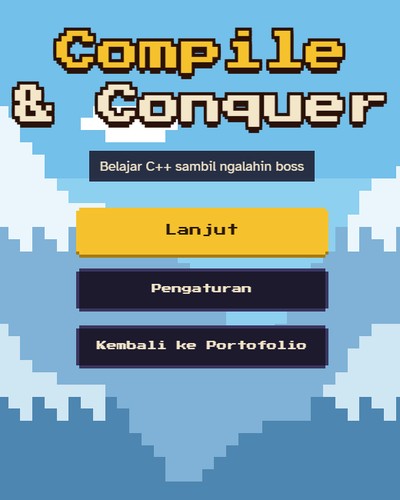 Compile
& Conquer
Belajar C++ sambil ngalahin boss
Lanjut
Pengaturan
Kembali ke Portofolio